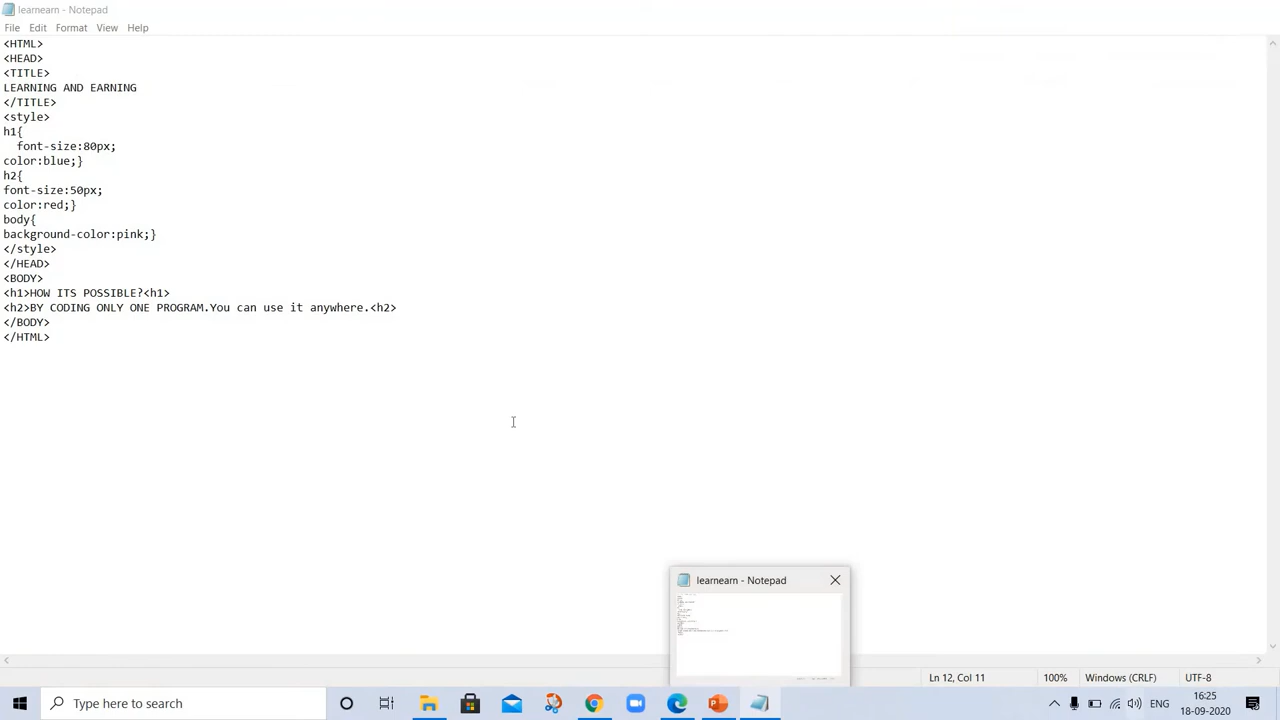 learnearn - Notepad
File Edit Format View Help
<HTML>
<HEAD>
<TITLE>
LEARNING AND EARNING
</TITLE>
<style>
h1{
  font-size:80px;
color:blue;}
h2{
font-size:50px;
color:red;}
body{
background-color:pink;}
</style>
</HEAD>
<BODY>
<h1>HOW ITS POSSIBLE?<h1>
<h2>BY CODING ONLY ONE PROGRAM.You can use it anywhere.<h2>
</BODY>
</HTML>
learnearn - Notepad
Ln 12, Col 11 100% Windows (CRLF) UTF-8
Type here to search
ENG
16:25
18-09-2020